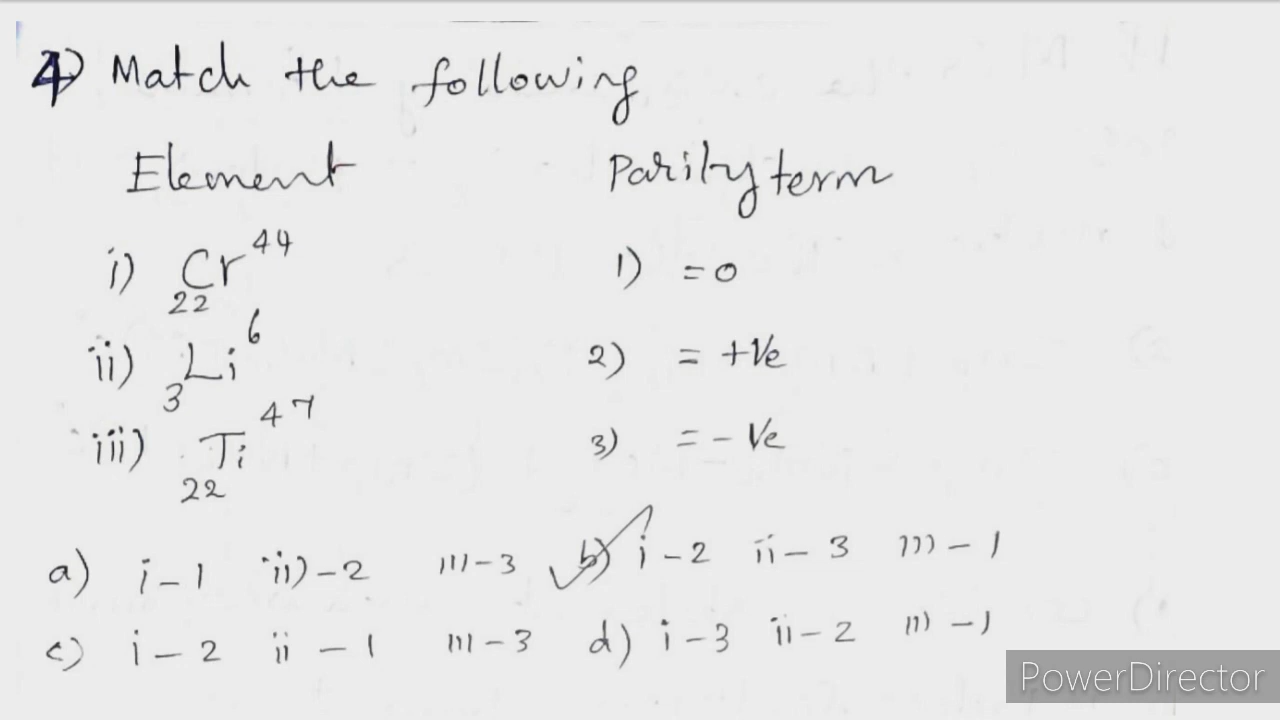 4) Match the following
Element Parity term
i) 22Cr44 1) = 0
ii) 3Li6 2) = +Ve
iii) 22Ti47 3) = - Ve
a) i-1 ii)-2 III-3 b) i-2 ii-3 III-1
c) i-2 ii-1 III-3 d) i-3 ii-2 III-1
PowerDirector